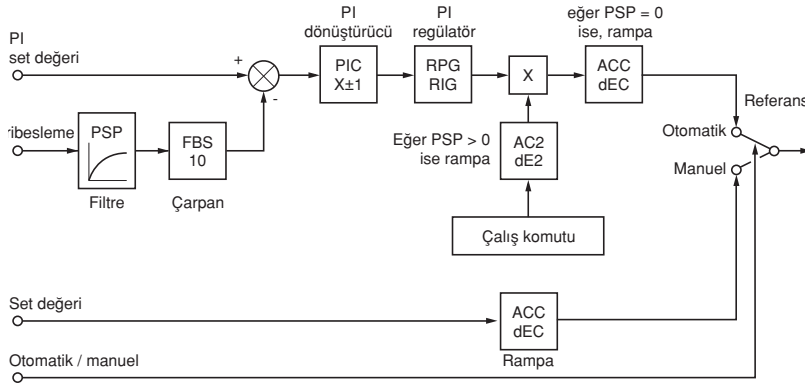 PI
set değeri
+
-
PI
dönüştürücü
PIC
X±1
PI
regülatör
RPG
RIG
X
eğer PSP = 0
ise, rampa
ACC
dEC
Referans
ribesleme
PSP
Filtre
FBS
10
Çarpan
Eğer PSP > 0
ise rampa
AC2
dE2
Otomatik
Manuel
Çalış komutu
Set değeri
ACC
dEC
Rampa
Otomatik / manuel